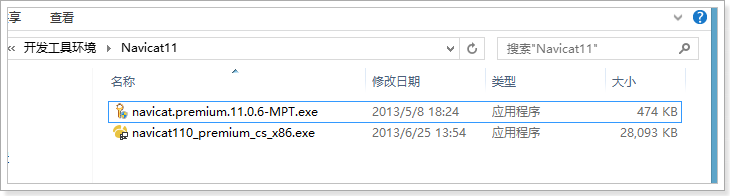 享 查看
« 开发工具环境 Navicat11 搜索"Navicat11"
名称 修改日期 类型 大小
navicat.premium.11.0.6-MPT.exe 2013/5/8 18:24 应用程序 474 KB
navicat110_premium_cs_x86.exe 2013/6/25 13:54 应用程序 28,093 KB